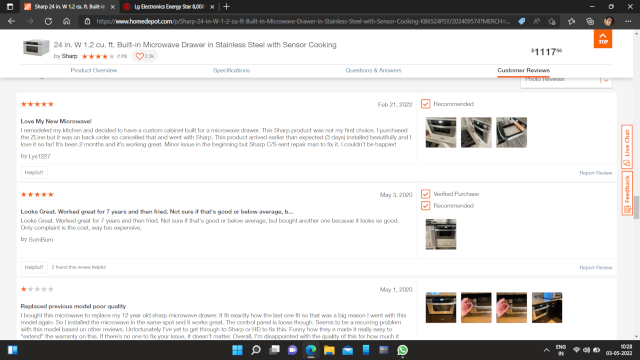 Sharp 24-in W 1.2 cu. ft. Built-in
Lg Electronics Energy Star 8,000
https://www.homedepot.com/p/Sharp-24-in-W-1-2-cu-ft-Built-in-Microwave-Drawer-in-Stainless-Steel-with-Sensor-Cooking-KB6524PSY/203409574?MERCH=...
24 in. W 1.2 cu. ft. Built-in Microwave Drawer in Stainless Steel with Sensor Cooking
by Sharp
2.3k
$1117
TOP
Product Overview
Specifications
Questions & Answers
Customer Reviews
Photo Reviews
Feb 21, 2022
Recommended
Love My New Microwave!
I remodeled my kitchen and decided to have a custom cabinet built for a microwave drawer. This Sharp product was not my first choice. I purchased
the ZLine but it was on back order so cancelled that and went with Sharp. This product arrived earlier than expected (3 days) installed beautifully and I
love it so far! It's been 2 months and it's working great. Minor issue in the beginning but Sharp C/S sent repair man to fix it. I couldn't be happier!
by Lys1227
Helpful?
Report Review
Live Chat
Feedback
May 3, 2020
Verified Purchase
Recommended
Looks Great. Worked great for 7 years and then fried. Not sure if that's good or below average, b...
Looks Great. Worked great for 7 years and then fried. Not sure if that's good or below average, but bought another one because it looks so good.
Only complaint is the cost, way too expensive,
by SumBum
Helpful?
2 found this review helpful
Report Review
May 1, 2020
Replaced previous model poor quality
I bought this microwave to replace my 12 year old sharp microwave drawer. It fit exactly how the last one fit so that was a big reason I went with this
model again. So I installed the microwave in the same spot and it works great. The control panel is loose though. Seems to be a recurring problem
with this model based on other reviews. Unfortunately I've yet to get through to Sharp or HD to fix this. Funny how they made it really easy to
"extend" the warranty on this. If there's no one to fix your issue, it doesn't matter. Overall, I'm disappointed with the quality of this for how much it
ENG
IN
10:28
03-05-2022